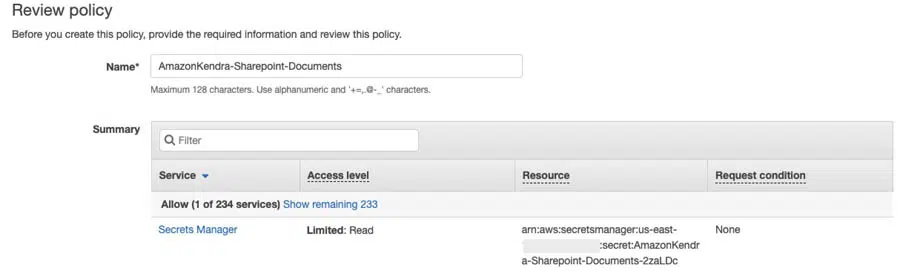 Review policy
Before you create this policy, provide the required information and review this policy.
Name* AmazonKendra-Sharepoint-Documents
Maximum 128 characters. Use alphanumeric and '+=,.@-_' characters.
Summary
Filter
Service Access level Resource Request condition
Allow (1 of 234 services) Show remaining 233
Secrets Manager Limited: Read arn:aws:secretsmanager:us-east- None
:secret:AmazonKendr
a-Sharepoint-Documents-2zaLDc